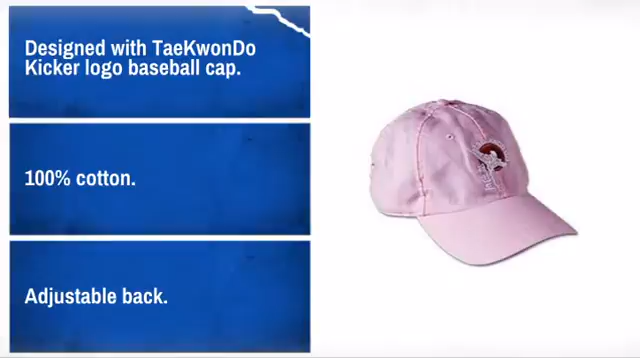 Designed with TaeKwonDo
Kicker logo baseball cap.
100% cotton.
Adjustable back.